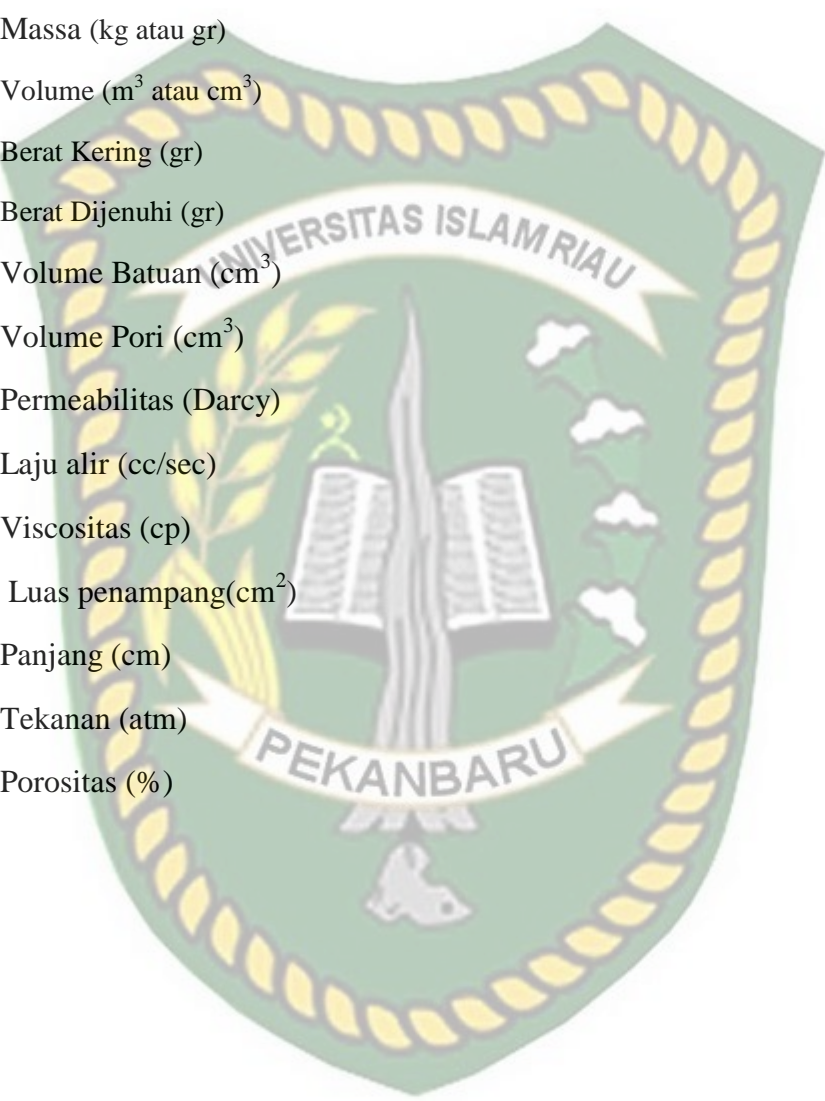 Massa (kg atau gr)
Volume (m³ atau cm³)
Berat Kering (gr)
Berat Dijenuhi (gr)
UNIVERSITAS ISLAM RIAU
Volume Batuan (cm³)
Volume Pori (cm³)
Permeabilitas (Darcy)
Laju alir (cc/sec)
Viscositas (cp)
Luas penampang(cm²)
Panjang (cm)
Tekanan (atm)
PEKANBARU
Porositas (%)